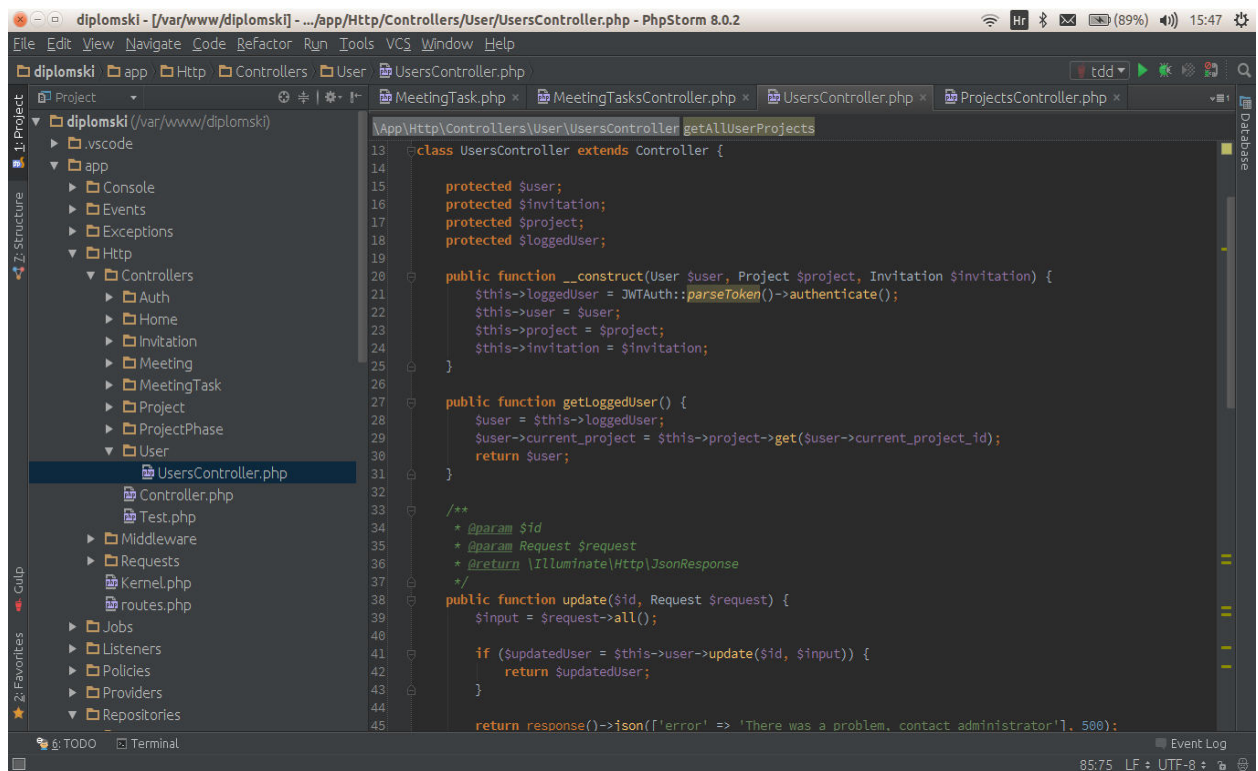 diplomski - [/var/www/diplomski] - .../app/Http/Controllers/User/UsersController.php - PhpStorm 8.0.2
Hr (89%) 15:47
File Edit View Navigate Code Refactor Run Tools VCS Window Help
diplomski app Http Controllers User UsersController.php
tdd
Project
MeetingTask.php × MeetingTasksController.php × UsersController.php × ProjectsController.php ×
1: Project
Z: Structure
Gulp
2: Favorites
diplomski (/var/www/diplomski)
.vscode
app
Console
Events
Exceptions
Http
Controllers
Auth
Home
Invitation
Meeting
MeetingTask
Project
ProjectPhase
User
UsersController.php
Controller.php
Test.php
Middleware
Requests
Kernel.php
routes.php
Jobs
Listeners
Policies
Providers
Repositories
\App\Http\Controllers\User\UsersController getAllUserProjects
13 class UsersController extends Controller {
14
15 protected $user;
16 protected $invitation;
17 protected $project;
18 protected $loggedUser;
19
20 public function __construct(User $user, Project $project, Invitation $invitation) {
21 $this->loggedUser = JWTAuth::parseToken()->authenticate();
22 $this->user = $user;
23 $this->project = $project;
24 $this->invitation = $invitation;
25 }
26
27 public function getLoggedUser() {
28 $user = $this->loggedUser;
29 $user->current_project = $this->project->get($user->current_project_id);
30 return $user;
31 }
32
33 /**
34 * @param $id
35 * @param Request $request
36 * @return \Illuminate\Http\JsonResponse
37 */
38 public function update($id, Request $request) {
39 $input = $request->all();
40
41 if ($updatedUser = $this->user->update($id, $input)) {
42 return $updatedUser;
43 }
44
45 return response()->json(['error' => 'There was a problem, contact administrator'], 500);
Database
6: TODO Terminal
Event Log
85:75 LF UTF-8